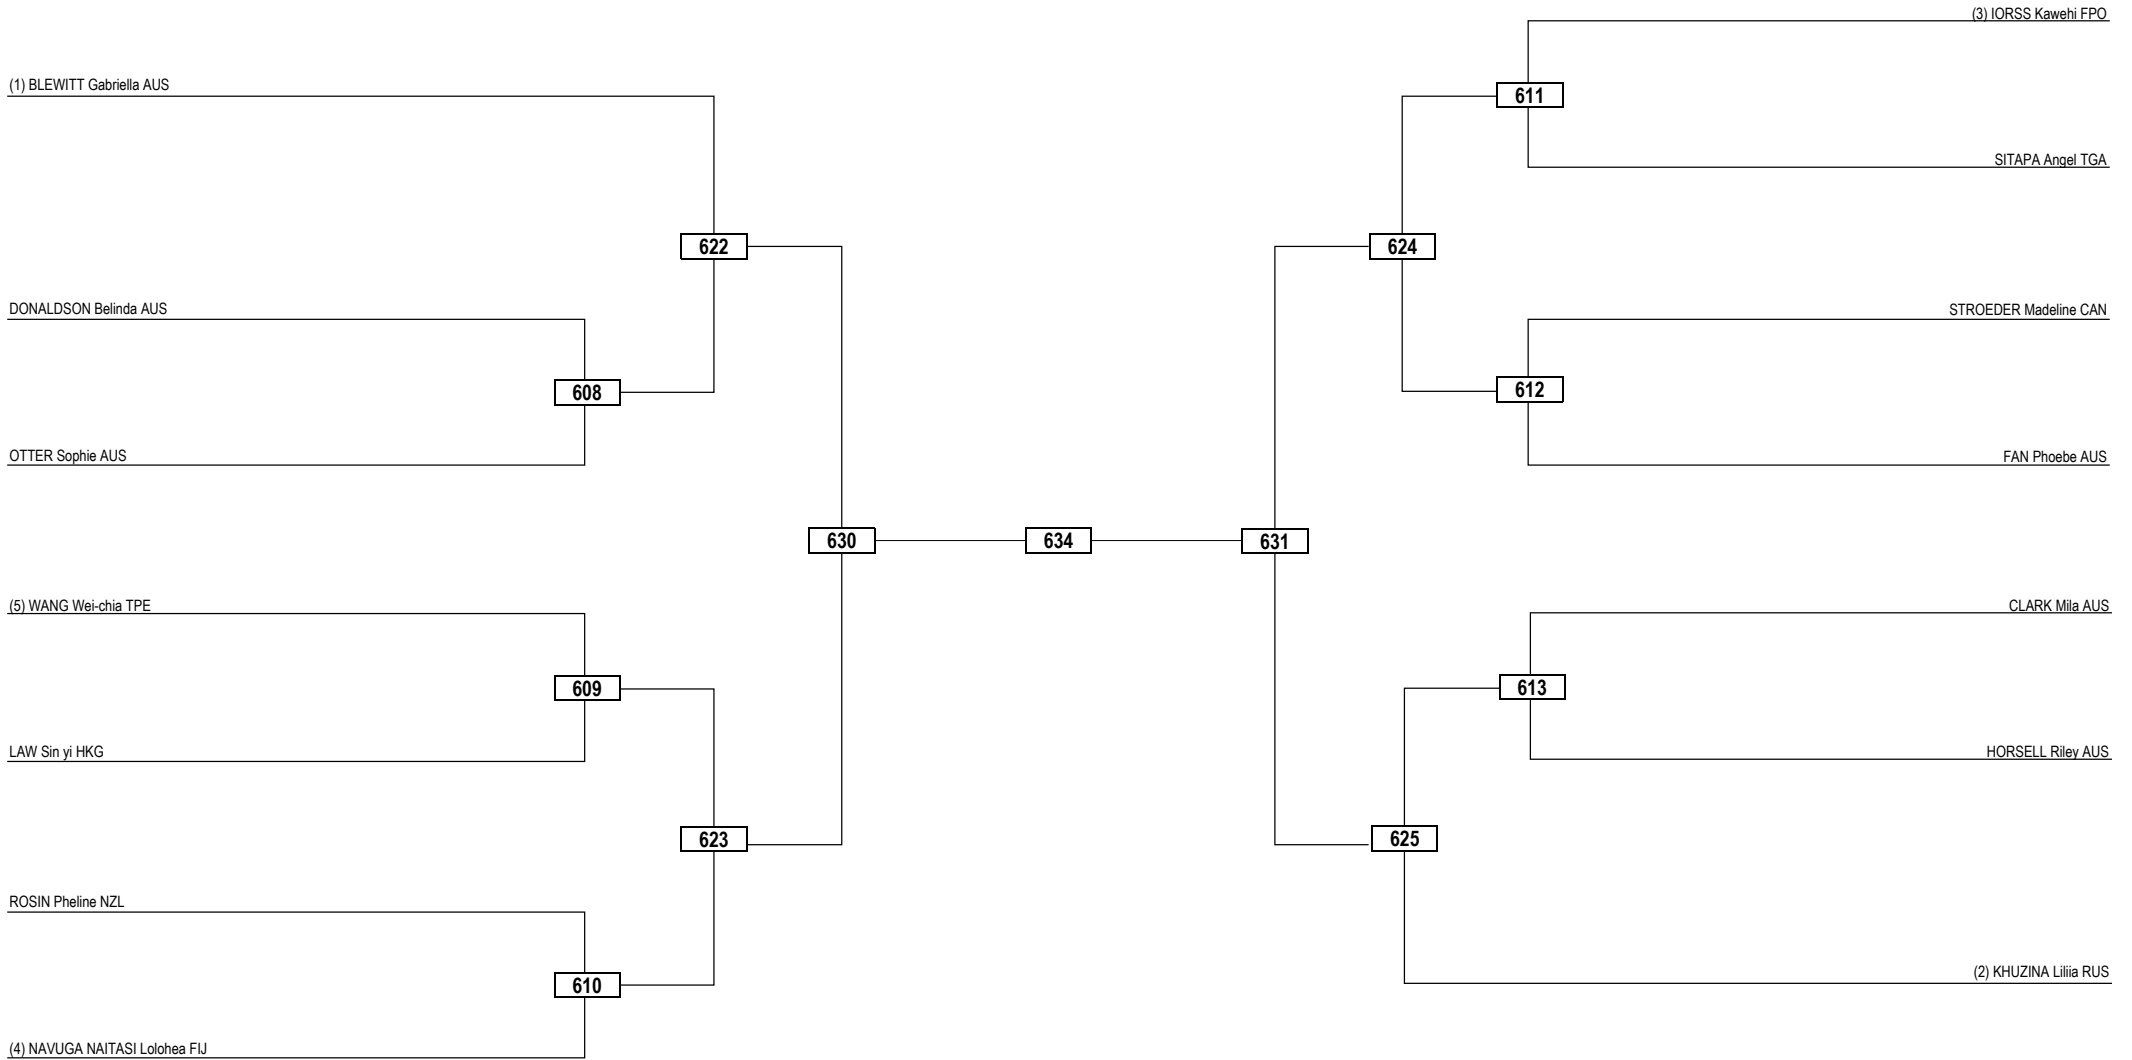 (3) IORSS Kawehi FPO
(1) BLEWITT Gabriella AUS
611
SITAPA Angel TGA
622
624
DONALDSON Belinda AUS
STROEDER Madeline CAN
608
612
OTTER Sophie AUS
FAN Phoebe AUS
630
634
631
(5) WANG Wei-chia TPE
CLARK Mila AUS
609
613
LAW Sin yi HKG
HORSELL Riley AUS
623
625
ROSIN Pheline NZL
(2) KHUZINA Liliia RUS
610
(4) NAVUGA NAITASI Lolohea FIJ